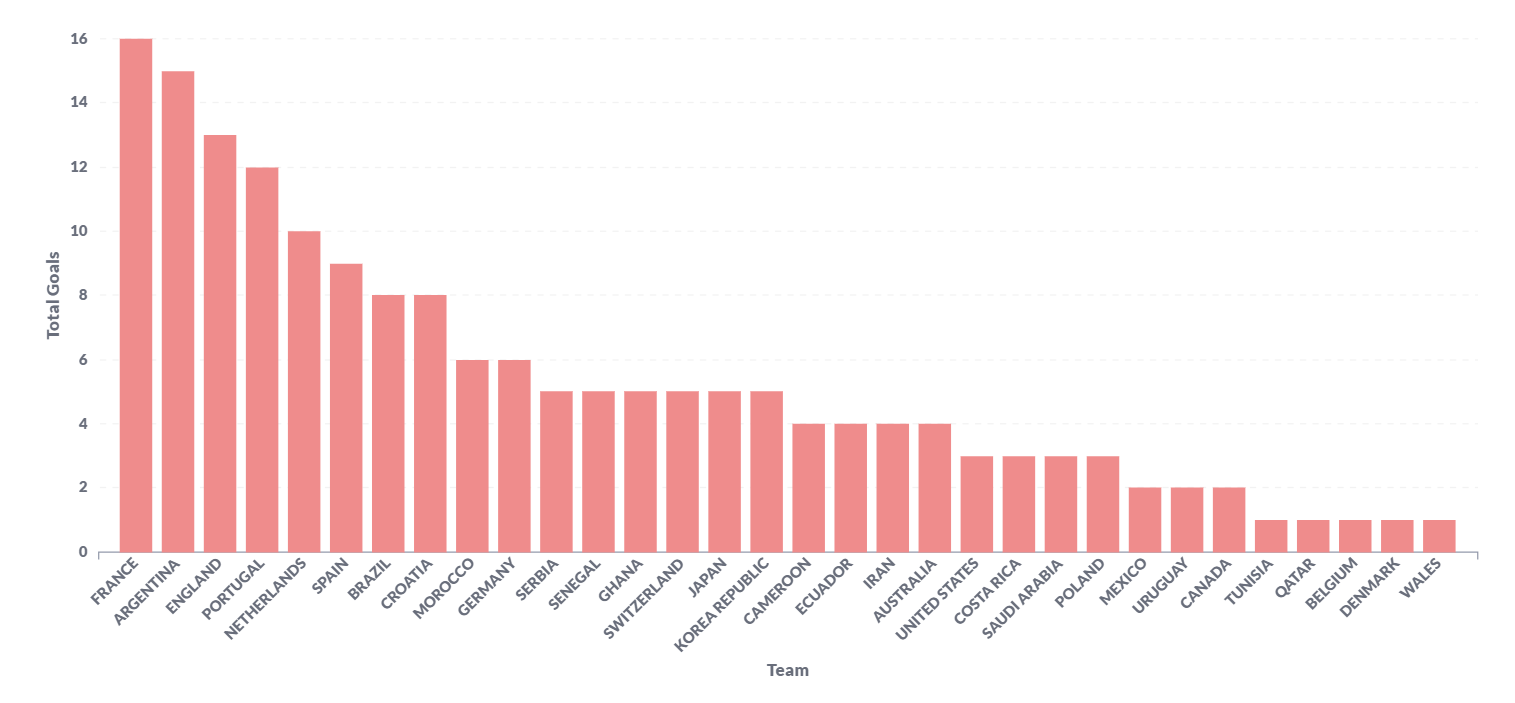 16
14
12
10
8
6
4
2
0
Total Goals
FRANCE
ARGENTINA
ENGLAND
PORTUGAL
NETHERLANDS
SPAIN
BRAZIL
CROATIA
MOROCCO
GERMANY
SERBIA
SENEGAL
GHANA
SWITZERLAND
JAPAN
KOREA REPUBLIC
CAMEROON
ECUADOR
IRAN
AUSTRALIA
UNITED STATES
COSTA RICA
SAUDI ARABIA
POLAND
MEXICO
URUGUAY
CANADA
TUNISIA
QATAR
BELGIUM
DENMARK
WALES
Team